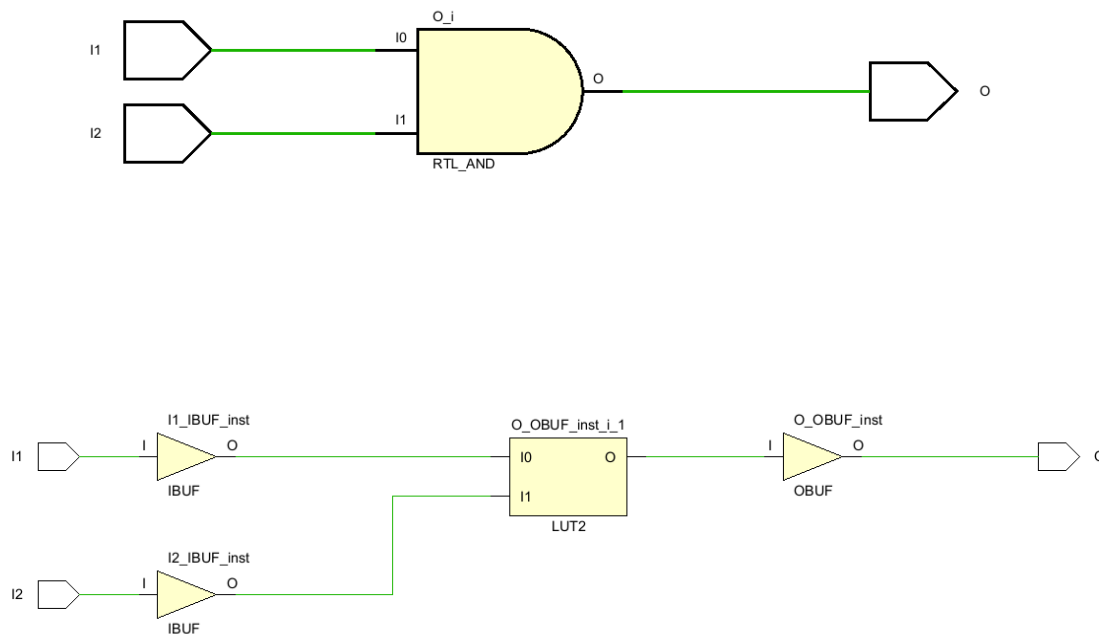 O_i
I1
I0
O
O
I2
I1
RTL_AND
I1_IBUF_inst
O_OBUF_inst_i_1
O_OBUF_inst
I1
I
O
I0
O
I
O
IBUF
I1
OBUF
LUT2
I2_IBUF_inst
I2
I
O
IBUF